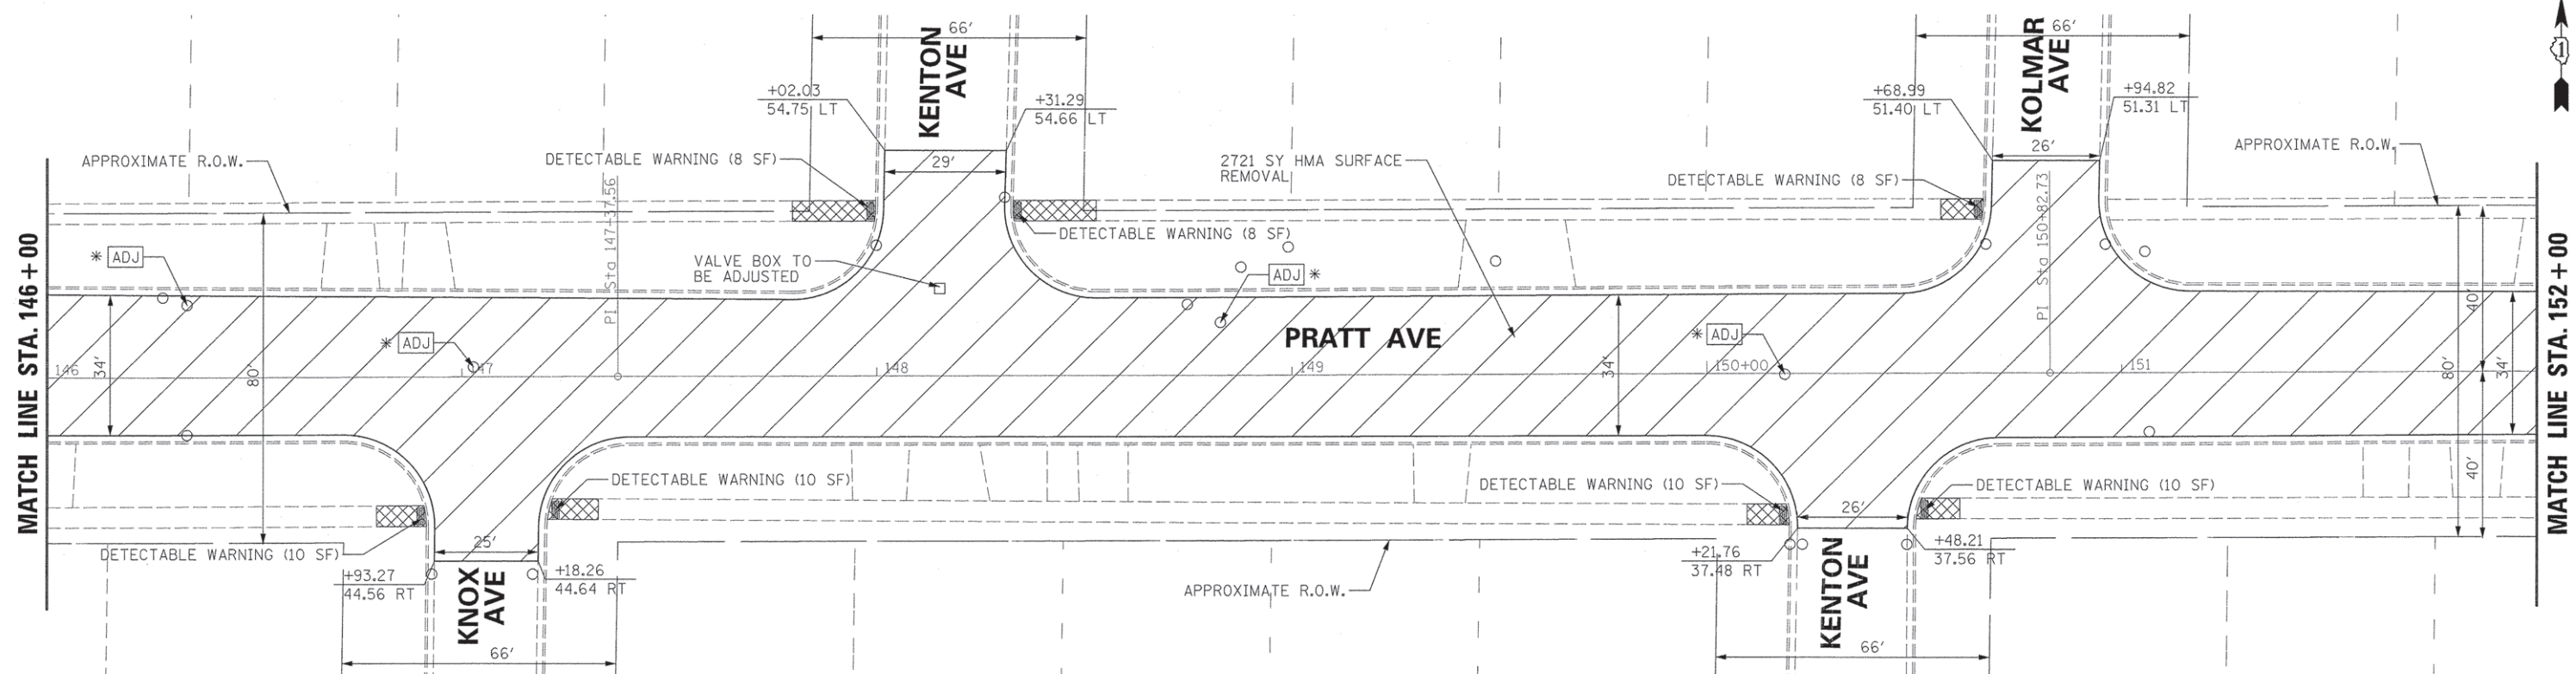 66'
KENTON
AVE
66'
KOLMAR
AVE
1
+02.03
54.75 LT
+31.29
54.66 LT
+68.99
51.40 LT
+94.82
51.31 LT
APPROXIMATE R.O.W.
DETECTABLE WARNING (8 SF)
29'
2721 SY HMA SURFACE
REMOVAL
26'
APPROXIMATE R.O.W.
DETECTABLE WARNING (8 SF)
PI Sta 147+37.56
PI Sta 150+82.73
DETECTABLE WARNING (8 SF)
MATCH LINE STA. 146+00
* ADJ
VALVE BOX TO
BE ADJUSTED
ADJ *
MATCH LINE STA. 152+00
* ADJ
PRATT AVE
* ADJ
40'
146
34'
80'
147
148
149
34'
150+00
151
80'
34'
40'
DETECTABLE WARNING (10 SF)
DETECTABLE WARNING (10 SF)
DETECTABLE WARNING (10 SF)
DETECTABLE WARNING (10 SF)
25'
26'
+93.27
44.56 RT
KNOX
AVE
+18.26
44.64 RT
APPROXIMATE R.O.W.
+21.76
37.48 RT
KENTON
AVE
+48.21
37.56 RT
66'
66'